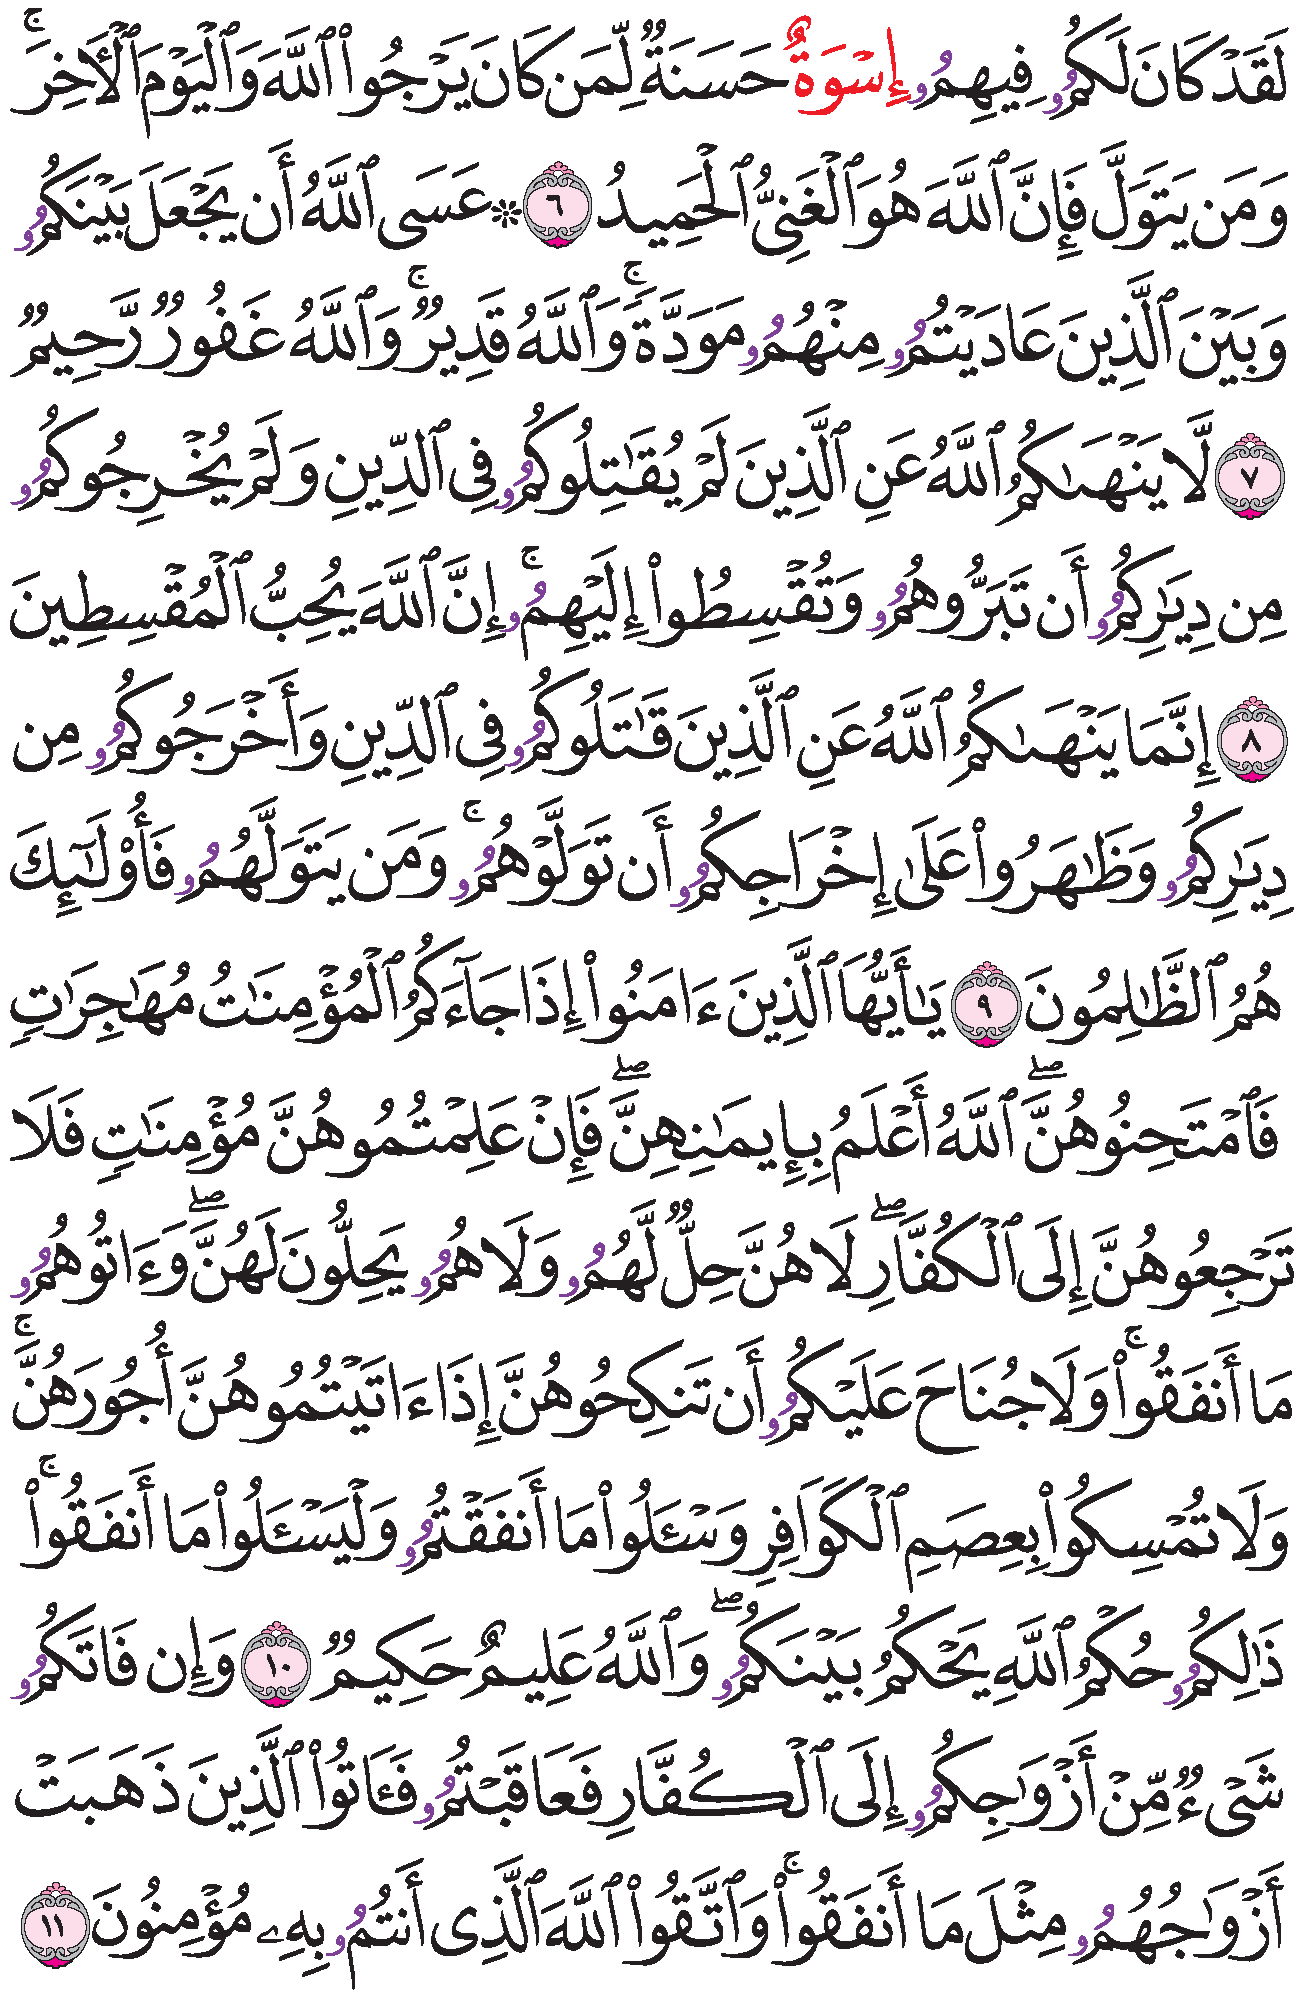 لَقَدْ كَانَ لَكُمُۥ فِيهِمُۥ إِسْوَةٌ حَسَنَةٌ لِّمَن كَانَ يَرْجُوا۟ ٱللَّهَ وَٱلْيَوْمَ ٱلْأَخِرَ ۚ
وَمَن يَتَوَلَّ فَإِنَّ ٱللَّهَ هُوَ ٱلْغَنِىُّ ٱلْحَمِيدُ ٦ ۞ عَسَى ٱللَّهُ أَن يَجْعَلَ بَيْنَكُمُۥ
وَبَيْنَ ٱلَّذِينَ عَادَيْتُمُۥ مِنْهُمُۥ مَوَدَّةً ۚ وَٱللَّهُ قَدِيرٌ ۚ وَٱللَّهُ غَفُورٌ رَّحِيمٌ
٧ لَّا يَنْهَىٰكُمُ ٱللَّهُ عَنِ ٱلَّذِينَ لَمْ يُقَٰتِلُوكُمُۥ فِى ٱلدِّينِ وَلَمْ يُخْرِجُوكُمُۥ
مِن دِيَٰرِكُمُۥ أَن تَبَرُّوهُمُۥ وَتُقْسِطُوا۟ إِلَيْهِمُۥ ۚ إِنَّ ٱللَّهَ يُحِبُّ ٱلْمُقْسِطِينَ
٨ إِنَّمَا يَنْهَىٰكُمُ ٱللَّهُ عَنِ ٱلَّذِينَ قَٰتَلُوكُمُۥ فِى ٱلدِّينِ وَأَخْرَجُوكُمُۥ مِن
دِيَٰرِكُمُۥ وَظَٰهَرُوا۟ عَلَىٰ إِخْرَاجِكُمُۥ أَن تَوَلَّوْهُمُۥ ۚ وَمَن يَتَوَلَّهُمُۥ فَأُو۟لَٰٓئِكَ
هُمُ ٱلظَّٰلِمُونَ ٩ يَٰأَيُّهَا ٱلَّذِينَ ءَامَنُوا۟ إِذَا جَآءَكُمُ ٱلْمُؤْمِنَٰتُ مُهَٰجِرَٰتٍ
فَٱمْتَحِنُوهُنَّ ۖ ٱللَّهُ أَعْلَمُ بِإِيمَٰنِهِنَّ ۖ فَإِنْ عَلِمْتُمُوهُنَّ مُؤْمِنَٰتٍ فَلَا
تَرْجِعُوهُنَّ إِلَى ٱلْكُفَّارِ ۖ لَا هُنَّ حِلٌّ لَّهُمُۥ وَلَا هُمُۥ يَحِلُّونَ لَهُنَّ ۖ وَءَاتُوهُمُۥ
مَا أَنفَقُوا۟ ۚ وَلَا جُنَاحَ عَلَيْكُمُۥ أَن تَنكِحُوهُنَّ إِذَا ءَاتَيْتُمُوهُنَّ أُجُورَهُنَّ ۚ
وَلَا تُمْسِكُوا۟ بِعِصَمِ ٱلْكَوَافِرِ وَسْـَٔلُوا۟ مَا أَنفَقْتُمُۥ وَلْيَسْـَٔلُوا۟ مَا أَنفَقُوا۟ ۚ
ذَٰلِكُمُۥ حُكْمُ ٱللَّهِ يَحْكُمُ بَيْنَكُمُۥ ۖ وَٱللَّهُ عَلِيمٌ حَكِيمٌ ١٠ وَإِن فَاتَكُمُۥ
شَىْءٌ مِّنْ أَزْوَٰجِكُمُۥ إِلَى ٱلْكُفَّارِ فَعَاقَبْتُمُۥ فَـَٔاتُوا۟ ٱلَّذِينَ ذَهَبَتْ
أَزْوَٰجُهُمُۥ مِثْلَ مَا أَنفَقُوا۟ ۚ وَٱتَّقُوا۟ ٱللَّهَ ٱلَّذِى أَنتُمُۥ بِهِۦ مُؤْمِنُونَ ١١